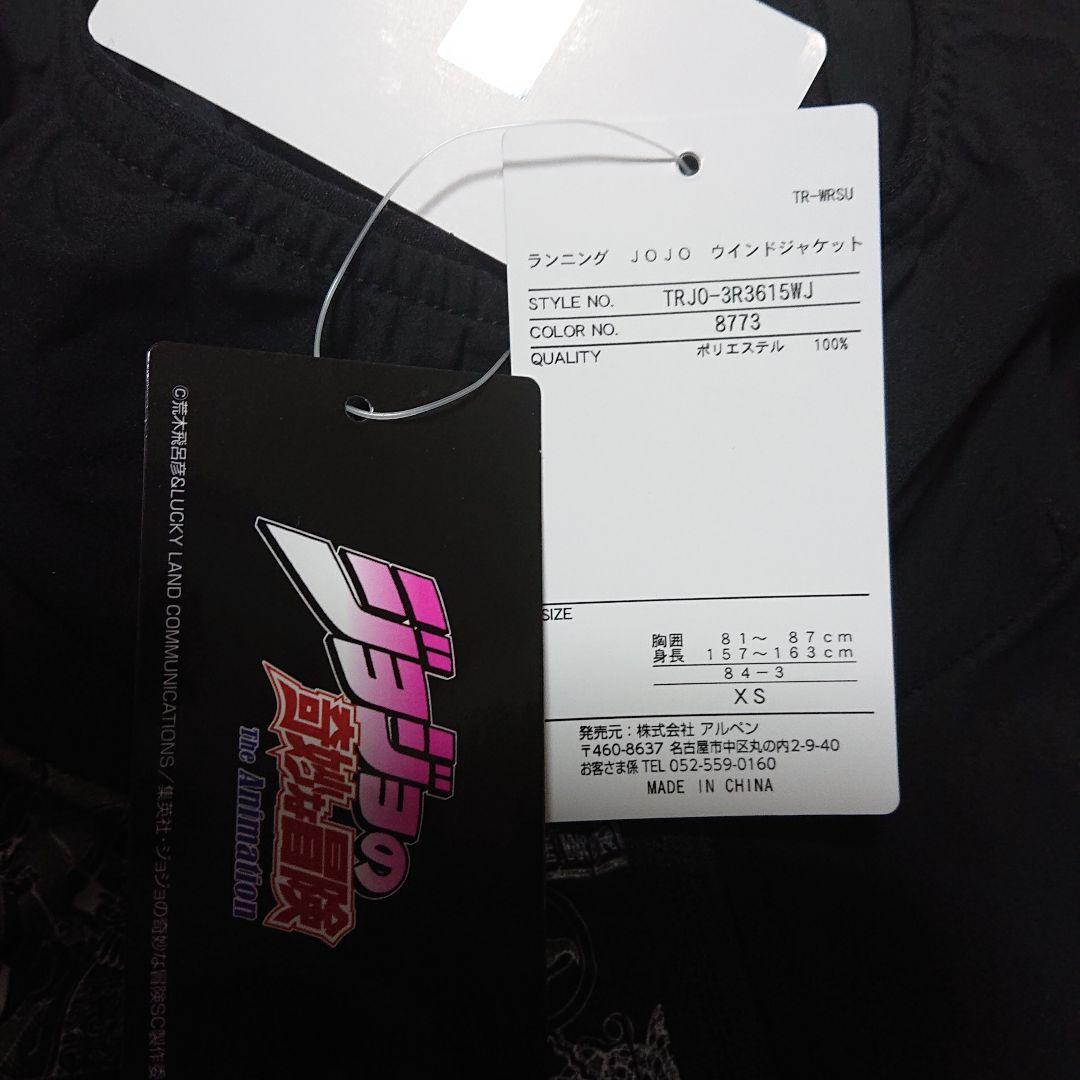 TR-WRSU
ランニング JOJO ウインドジャケット
STYLE NO. TRJO-3R3615WJ
COLOR NO. 8773
QUALITY ポリエステル 100%
SIZE
胸囲 81～ 87cm
身長 157～163cm
84-3
XS
発売元：株式会社 アルペン
〒460-8637 名古屋市中区丸の内2-9-40
お客さま係 TEL 052-559-0160
MADE IN CHINA
©荒木飛呂彦&LUCKY LAND COMMUNICATIONS/集英社・ジョジョの奇妙な冒険SC製作委
ジョジョの
奇妙な冒険
The Animation